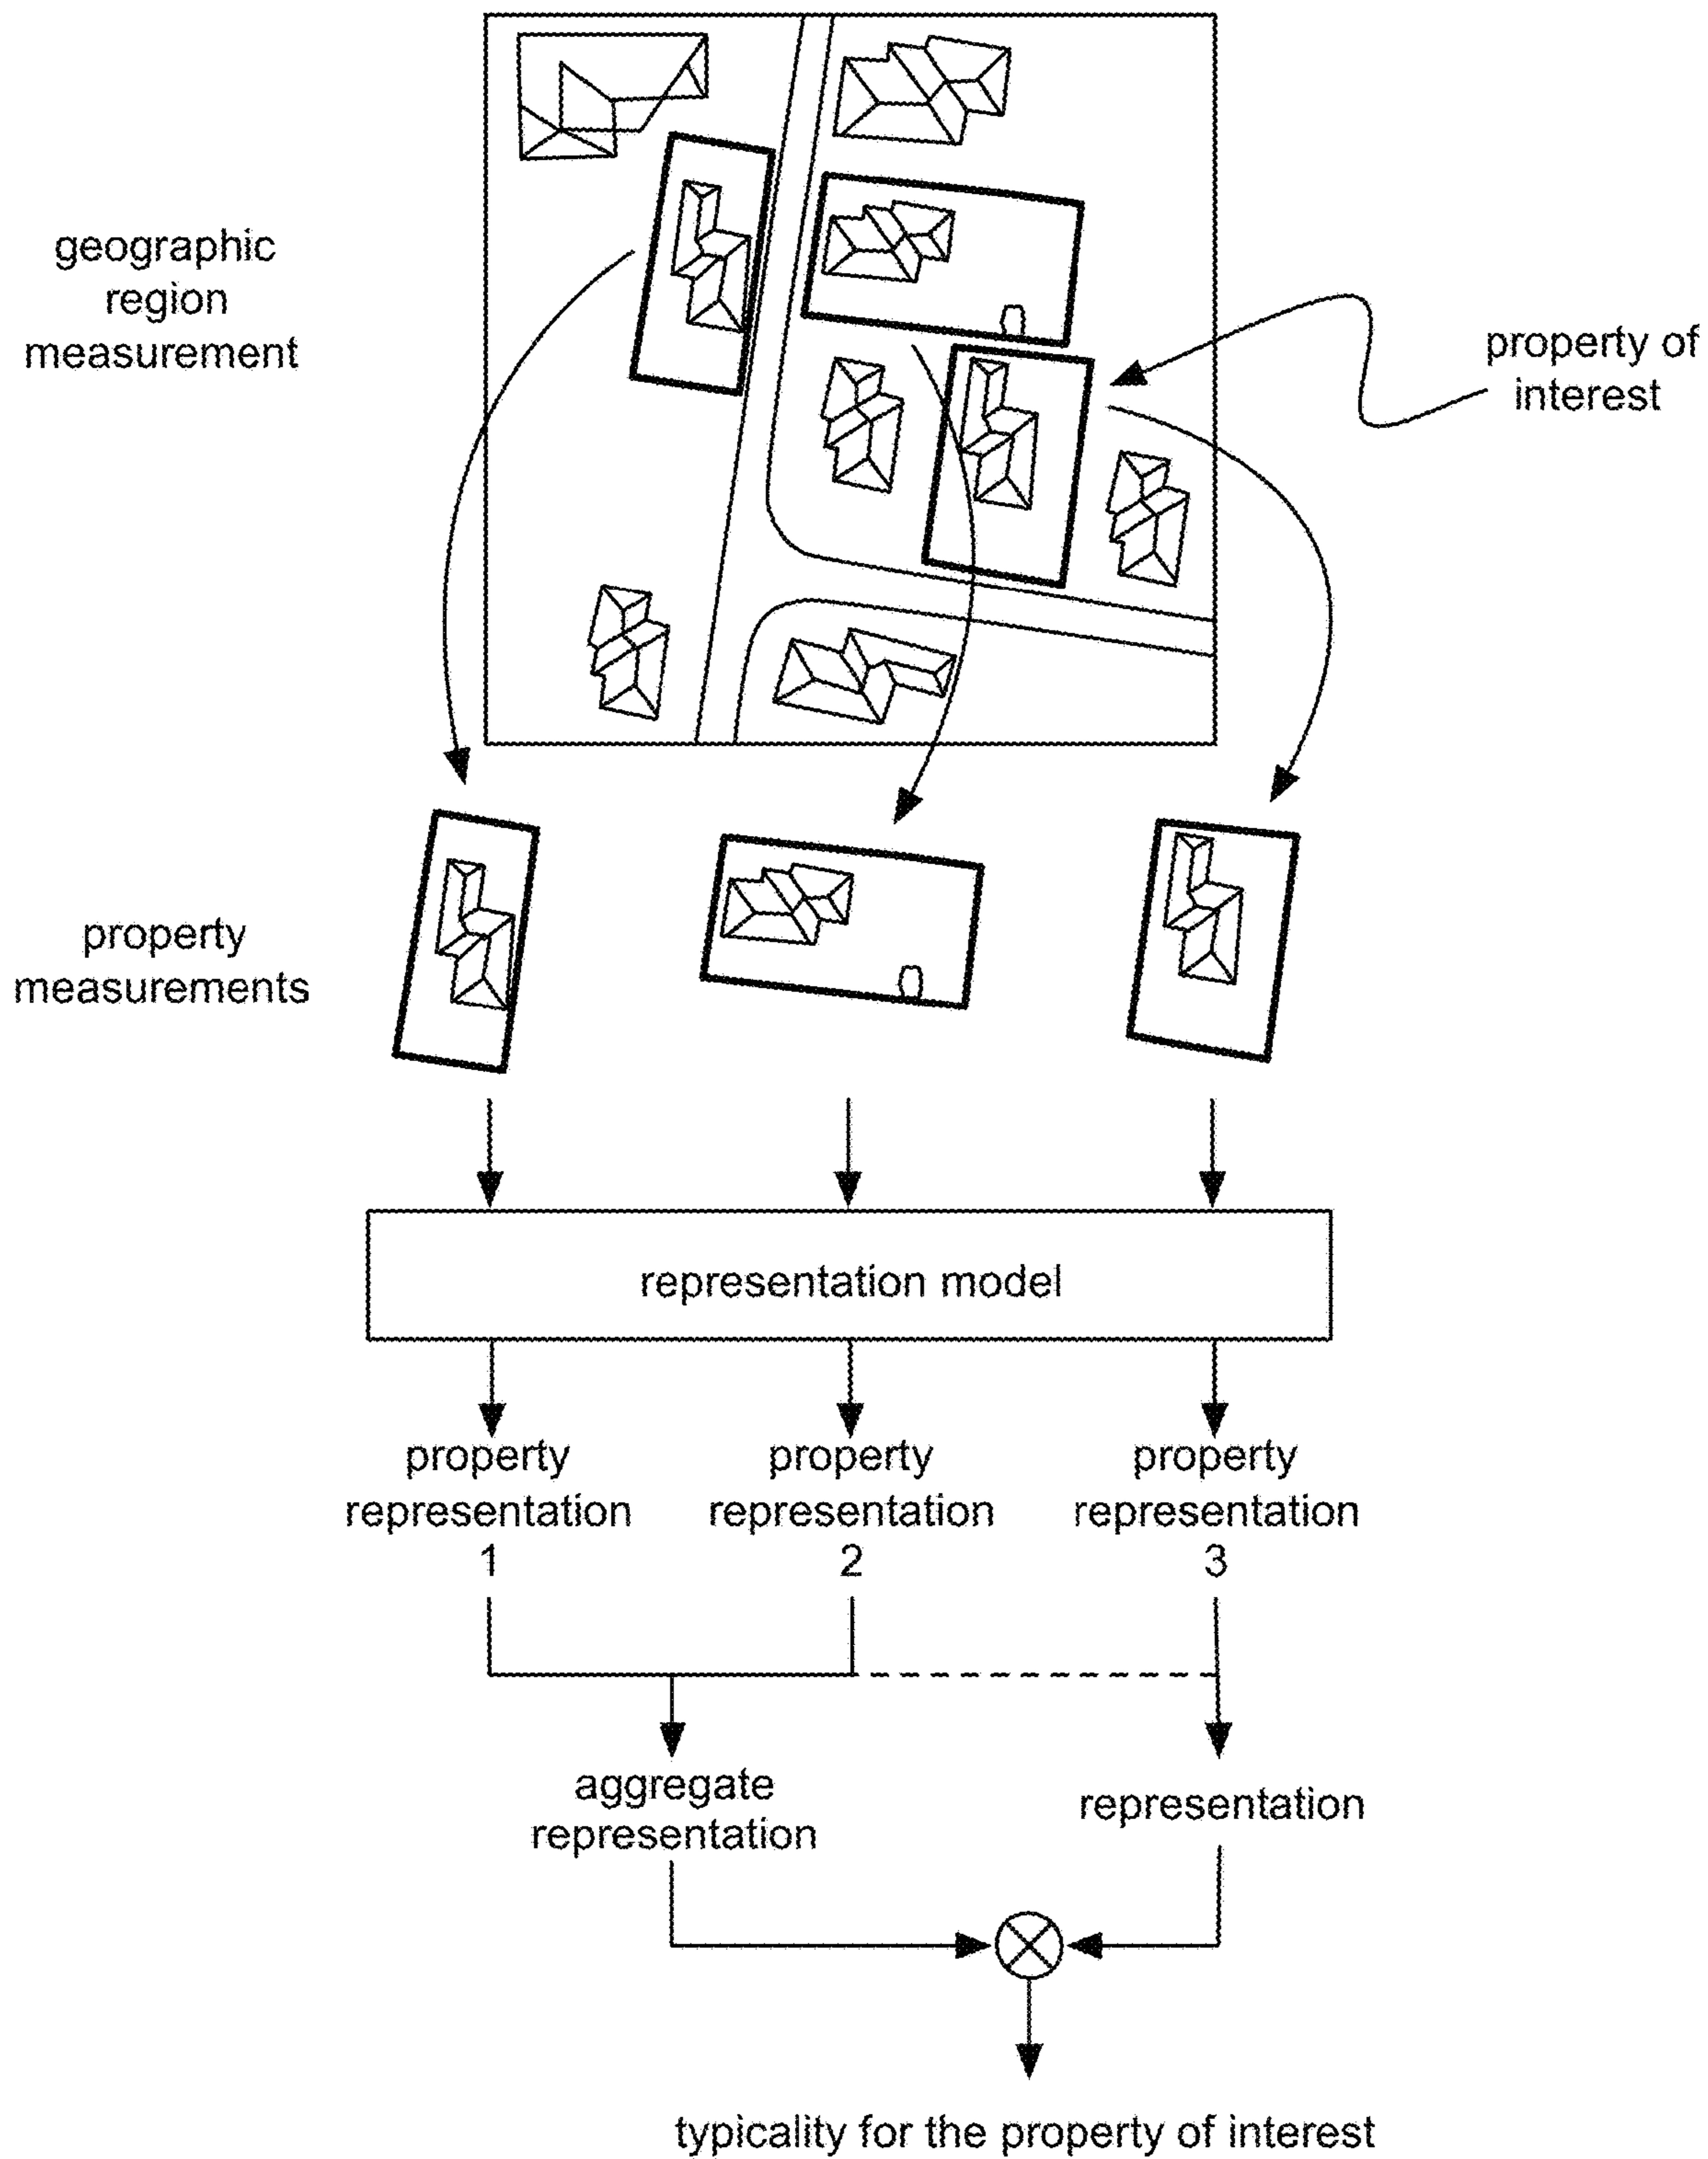 geographic
region
measurement
property of
interest
property
measurements
representation model
property
representation
1
property
representation
2
property
representation
3
aggregate
representation
representation
typicality for the property of interest